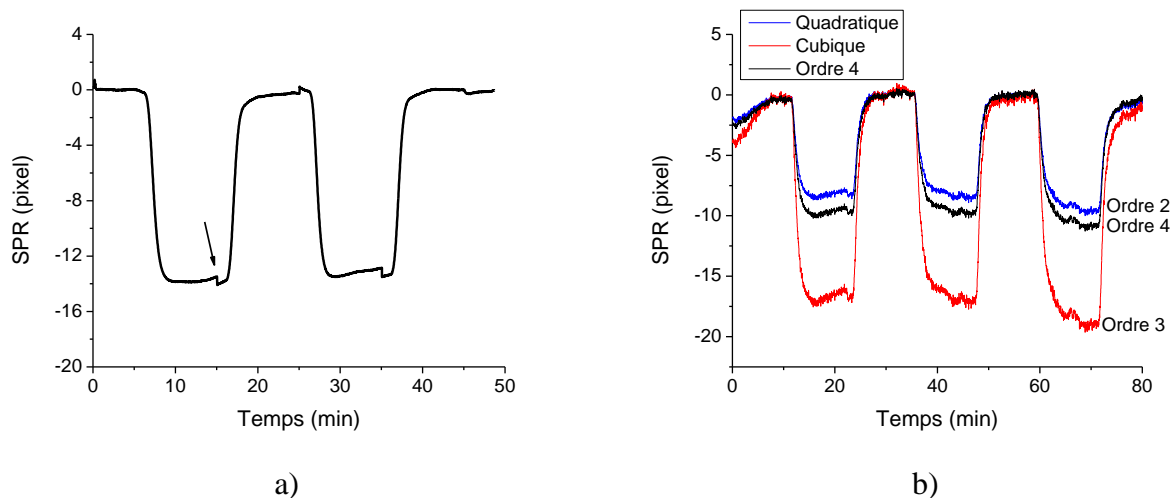 4
0
-4
-8
-12
-14
-16
-20
SPR (pixel)
0
10
20
30
40
50
Temps (min)
a)
Quadratique
Cubique
Ordre 4
5
0
-5
-10
-15
-20
SPR (pixel)
Ordre 2
Ordre 4
Ordre 3
0
20
40
60
80
Temps (min)
b)